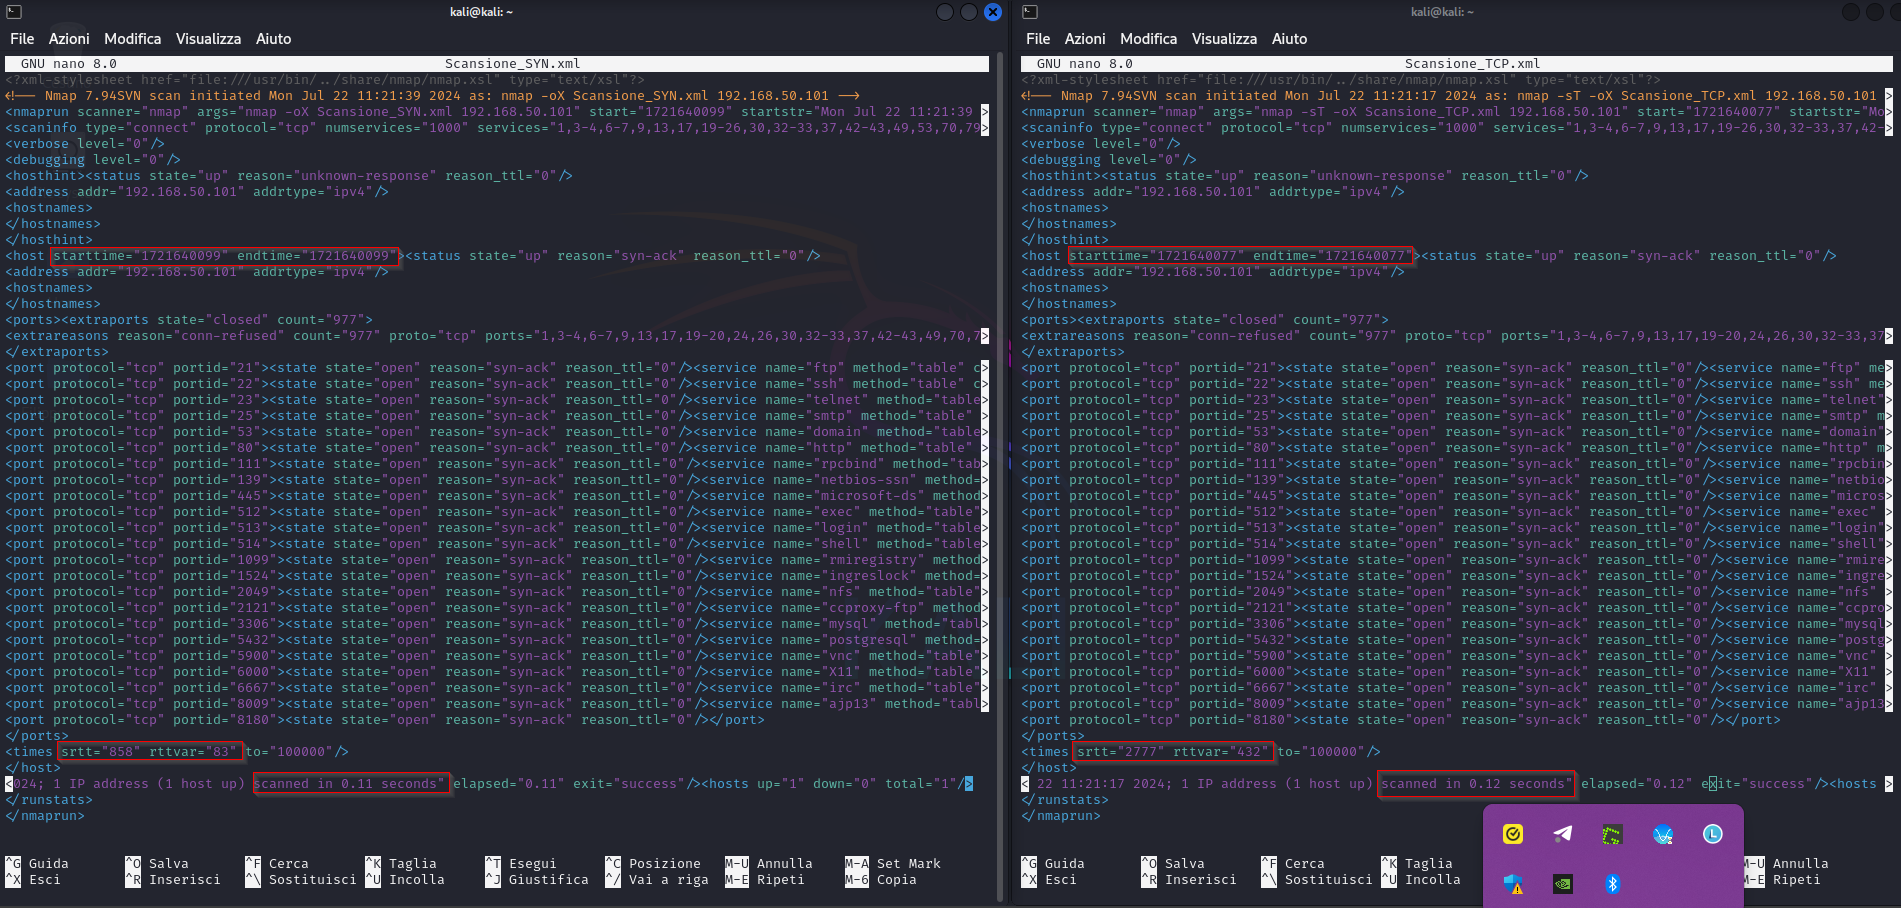 kali@kali: ~
File Azioni Modifica Visualizza Aiuto
GNU nano 8.0 Scansione_SYN.xml
<?xml-stylesheet href="file:///usr/bin/../share/nmap/nmap.xsl" type="text/xsl"?>
<!-- Nmap 7.94SVN scan initiated Mon Jul 22 11:21:39 2024 as: nmap -oX Scansione_SYN.xml 192.168.50.101 -->
<nmaprun scanner="nmap" args="nmap -oX Scansione_SYN.xml 192.168.50.101" start="1721640099" startstr="Mon Jul 22 11:21:39 >
<scaninfo type="connect" protocol="tcp" numservices="1000" services="1,3-4,6-7,9,13,17,19-26,30,32-33,37,42-43,49,53,70,79>
<verbose level="0"/>
<debugging level="0"/>
<hosthint><status state="up" reason="unknown-response" reason_ttl="0"/>
<address addr="192.168.50.101" addrtype="ipv4"/>
<hostnames>
</hostnames>
</hosthint>
<host starttime="1721640099" endtime="1721640099"><status state="up" reason="syn-ack" reason_ttl="0"/>
<address addr="192.168.50.101" addrtype="ipv4"/>
<hostnames>
</hostnames>
<ports><extraports state="closed" count="977">
<extrareasons reason="conn-refused" count="977" proto="tcp" ports="1,3-4,6-7,9,13,17,19-20,24,26,30,32-33,37,42-43,49,70,7>
</extraports>
<port protocol="tcp" portid="21"><state state="open" reason="syn-ack" reason_ttl="0"/><service name="ftp" method="table" c>
<port protocol="tcp" portid="22"><state state="open" reason="syn-ack" reason_ttl="0"/><service name="ssh" method="table" c>
<port protocol="tcp" portid="23"><state state="open" reason="syn-ack" reason_ttl="0"/><service name="telnet" method="table>
<port protocol="tcp" portid="25"><state state="open" reason="syn-ack" reason_ttl="0"/><service name="smtp" method="table" >
<port protocol="tcp" portid="53"><state state="open" reason="syn-ack" reason_ttl="0"/><service name="domain" method="table>
<port protocol="tcp" portid="80"><state state="open" reason="syn-ack" reason_ttl="0"/><service name="http" method="table" >
<port protocol="tcp" portid="111"><state state="open" reason="syn-ack" reason_ttl="0"/><service name="rpcbind" method="tab>
<port protocol="tcp" portid="139"><state state="open" reason="syn-ack" reason_ttl="0"/><service name="netbios-ssn" method=>
<port protocol="tcp" portid="445"><state state="open" reason="syn-ack" reason_ttl="0"/><service name="microsoft-ds" method>
<port protocol="tcp" portid="512"><state state="open" reason="syn-ack" reason_ttl="0"/><service name="exec" method="table">
<port protocol="tcp" portid="513"><state state="open" reason="syn-ack" reason_ttl="0"/><service name="login" method="table>
<port protocol="tcp" portid="514"><state state="open" reason="syn-ack" reason_ttl="0"/><service name="shell" method="table>
<port protocol="tcp" portid="1099"><state state="open" reason="syn-ack" reason_ttl="0"/><service name="rmiregistry" method>
<port protocol="tcp" portid="1524"><state state="open" reason="syn-ack" reason_ttl="0"/><service name="ingreslock" method=>
<port protocol="tcp" portid="2049"><state state="open" reason="syn-ack" reason_ttl="0"/><service name="nfs" method="table">
<port protocol="tcp" portid="2121"><state state="open" reason="syn-ack" reason_ttl="0"/><service name="ccproxy-ftp" method>
<port protocol="tcp" portid="3306"><state state="open" reason="syn-ack" reason_ttl="0"/><service name="mysql" method="tabl>
<port protocol="tcp" portid="5432"><state state="open" reason="syn-ack" reason_ttl="0"/><service name="postgresql" method=>
<port protocol="tcp" portid="5900"><state state="open" reason="syn-ack" reason_ttl="0"/><service name="vnc" method="table">
<port protocol="tcp" portid="6000"><state state="open" reason="syn-ack" reason_ttl="0"/><service name="X11" method="table">
<port protocol="tcp" portid="6667"><state state="open" reason="syn-ack" reason_ttl="0"/><service name="irc" method="table">
<port protocol="tcp" portid="8009"><state state="open" reason="syn-ack" reason_ttl="0"/><service name="ajp13" method="tabl>
<port protocol="tcp" portid="8180"><state state="open" reason="syn-ack" reason_ttl="0"/></port>
</ports>
<times srtt="858" rttvar="83" to="100000"/>
</host>
<024; 1 IP address (1 host up) scanned in 0.11 seconds" elapsed="0.11" exit="success"/><hosts up="1" down="0" total="1"/>
</runstats>
</nmaprun>
^G Guida ^O Salva ^F Cerca ^K Taglia ^T Esegui ^C Posizione M-U Annulla M-A Set Mark
^X Esci ^R Inserisci ^\ Sostituisci ^U Incolla ^J Giustifica ^/ Vai a riga M-E Ripeti M-6 Copia
kali@kali: ~
File Azioni Modifica Visualizza Aiuto
GNU nano 8.0 Scansione_TCP.xml
<?xml-stylesheet href="file:///usr/bin/../share/nmap/nmap.xsl" type="text/xsl"?>
<!-- Nmap 7.94SVN scan initiated Mon Jul 22 11:21:17 2024 as: nmap -sT -oX Scansione_TCP.xml 192.168.50.101 >
<nmaprun scanner="nmap" args="nmap -sT -oX Scansione_TCP.xml 192.168.50.101" start="1721640077" startstr="Mo>
<scaninfo type="connect" protocol="tcp" numservices="1000" services="1,3-4,6-7,9,13,17,19-26,30,32-33,37,42->
<verbose level="0"/>
<debugging level="0"/>
<hosthint><status state="up" reason="unknown-response" reason_ttl="0"/>
<address addr="192.168.50.101" addrtype="ipv4"/>
<hostnames>
</hostnames>
</hosthint>
<host starttime="1721640077" endtime="1721640077"><status state="up" reason="syn-ack" reason_ttl="0"/>
<address addr="192.168.50.101" addrtype="ipv4"/>
<hostnames>
</hostnames>
<ports><extraports state="closed" count="977">
<extrareasons reason="conn-refused" count="977" proto="tcp" ports="1,3-4,6-7,9,13,17,19-20,24,26,30,32-33,37>
</extraports>
<port protocol="tcp" portid="21"><state state="open" reason="syn-ack" reason_ttl="0"/><service name="ftp" me>
<port protocol="tcp" portid="22"><state state="open" reason="syn-ack" reason_ttl="0"/><service name="ssh" me>
<port protocol="tcp" portid="23"><state state="open" reason="syn-ack" reason_ttl="0"/><service name="telnet">
<port protocol="tcp" portid="25"><state state="open" reason="syn-ack" reason_ttl="0"/><service name="smtp" m>
<port protocol="tcp" portid="53"><state state="open" reason="syn-ack" reason_ttl="0"/><service name="domain">
<port protocol="tcp" portid="80"><state state="open" reason="syn-ack" reason_ttl="0"/><service name="http" m>
<port protocol="tcp" portid="111"><state state="open" reason="syn-ack" reason_ttl="0"/><service name="rpcbin>
<port protocol="tcp" portid="139"><state state="open" reason="syn-ack" reason_ttl="0"/><service name="netbio>
<port protocol="tcp" portid="445"><state state="open" reason="syn-ack" reason_ttl="0"/><service name="micros>
<port protocol="tcp" portid="512"><state state="open" reason="syn-ack" reason_ttl="0"/><service name="exec" >
<port protocol="tcp" portid="513"><state state="open" reason="syn-ack" reason_ttl="0"/><service name="login">
<port protocol="tcp" portid="514"><state state="open" reason="syn-ack" reason_ttl="0"/><service name="shell">
<port protocol="tcp" portid="1099"><state state="open" reason="syn-ack" reason_ttl="0"/><service name="rmire>
<port protocol="tcp" portid="1524"><state state="open" reason="syn-ack" reason_ttl="0"/><service name="ingre>
<port protocol="tcp" portid="2049"><state state="open" reason="syn-ack" reason_ttl="0"/><service name="nfs" >
<port protocol="tcp" portid="2121"><state state="open" reason="syn-ack" reason_ttl="0"/><service name="ccpro>
<port protocol="tcp" portid="3306"><state state="open" reason="syn-ack" reason_ttl="0"/><service name="mysql>
<port protocol="tcp" portid="5432"><state state="open" reason="syn-ack" reason_ttl="0"/><service name="postg>
<port protocol="tcp" portid="5900"><state state="open" reason="syn-ack" reason_ttl="0"/><service name="vnc" >
<port protocol="tcp" portid="6000"><state state="open" reason="syn-ack" reason_ttl="0"/><service name="X11" >
<port protocol="tcp" portid="6667"><state state="open" reason="syn-ack" reason_ttl="0"/><service name="irc" >
<port protocol="tcp" portid="8009"><state state="open" reason="syn-ack" reason_ttl="0"/><service name="ajp13>
<port protocol="tcp" portid="8180"><state state="open" reason="syn-ack" reason_ttl="0"/></port>
</ports>
<times srtt="2777" rttvar="432" to="100000"/>
</host>
< 22 11:21:17 2024; 1 IP address (1 host up) scanned in 0.12 seconds" elapsed="0.12" exit="success"/><hosts >
</runstats>
</nmaprun>
^G Guida ^O Salva ^F Cerca ^K Taglia M-U Annulla
^X Esci ^R Inserisci ^\ Sostituisci ^U Incolla M-E Ripeti